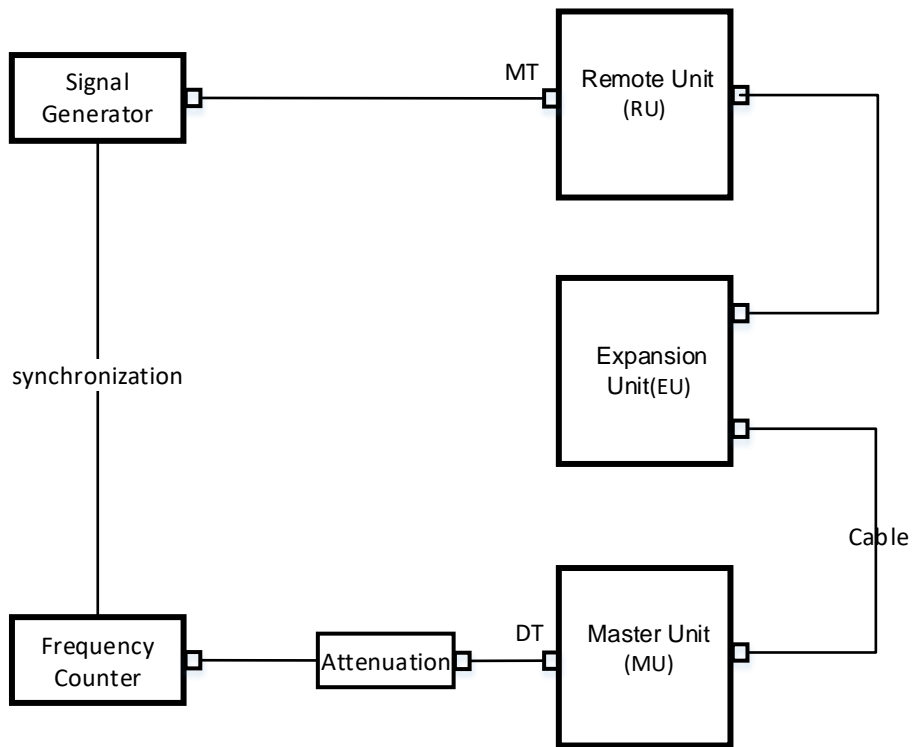 Signal
Generator
MT
Remote Unit
(RU)
synchronization
Expansion
Unit(EU)
Cable
Frequency
Counter
Attenuation
DT
Master Unit
(MU)